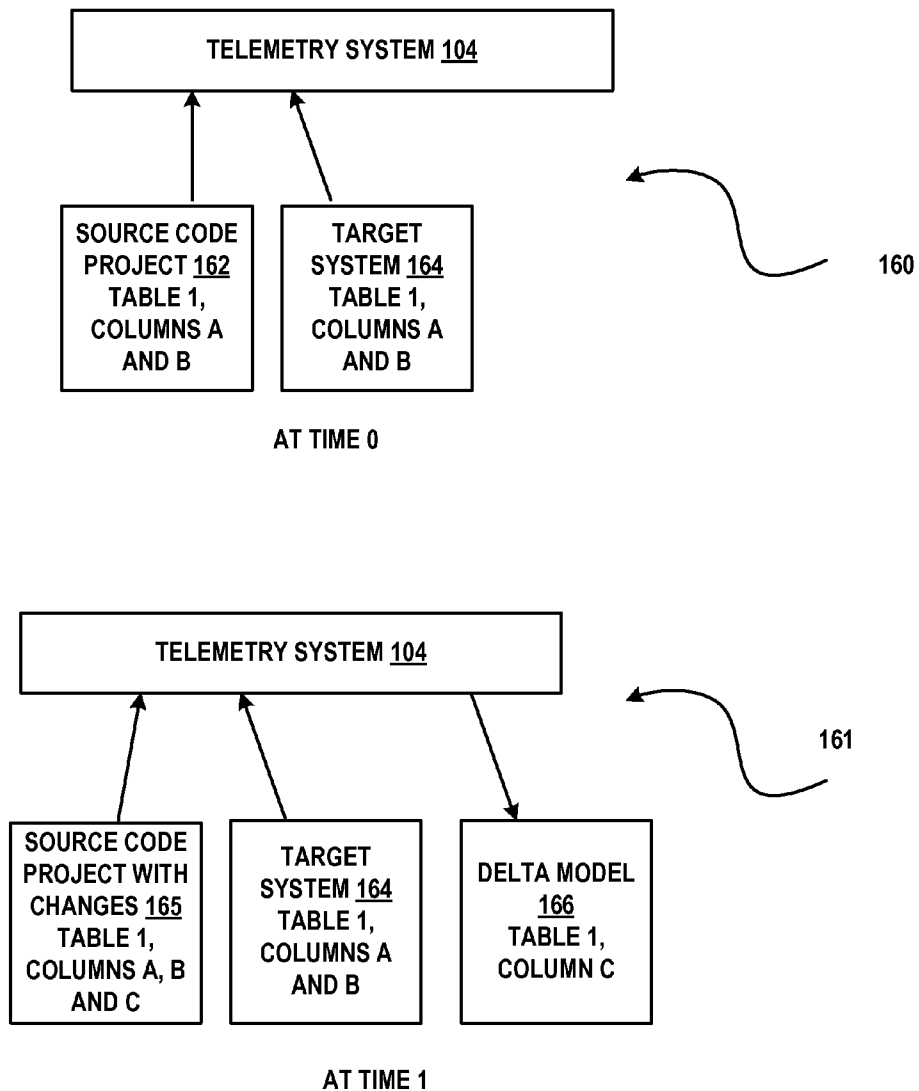 TELEMETRY SYSTEM 104
SOURCE CODE
PROJECT 162
TABLE 1,
COLUMNS A
AND B
TARGET
SYSTEM 164
TABLE 1,
COLUMNS A
AND B
160
AT TIME 0
TELEMETRY SYSTEM 104
161
SOURCE CODE
PROJECT WITH
CHANGES 165
TABLE 1,
COLUMNS A, B
AND C
TARGET
SYSTEM 164
TABLE 1,
COLUMNS A
AND B
DELTA MODEL
166
TABLE 1,
COLUMN C
AT TIME 1